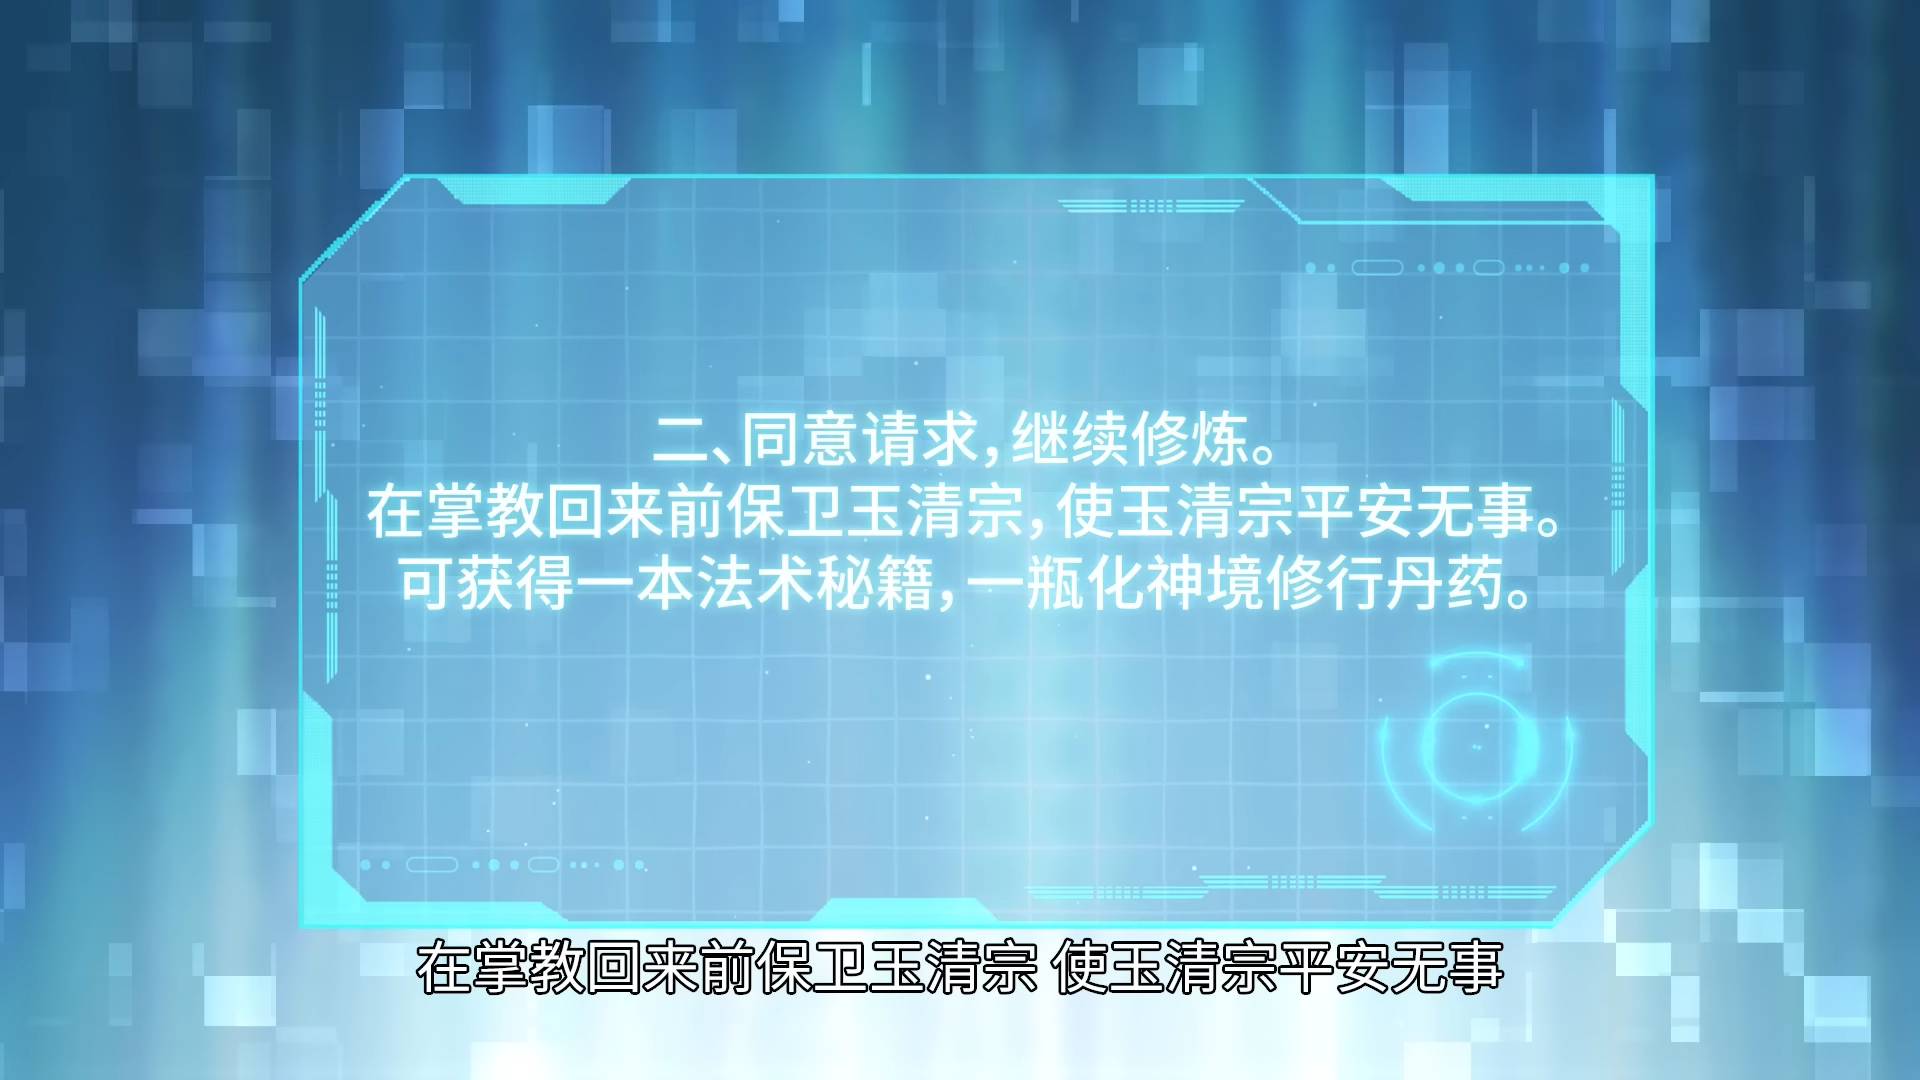 二、同意请求，继续修炼。
在掌教回来前保卫玉清宗，使玉清宗平安无事。
可获得一本法术秘籍，一瓶化神境修行丹药。
在掌教回来前保卫玉清宗 使玉清宗平安无事